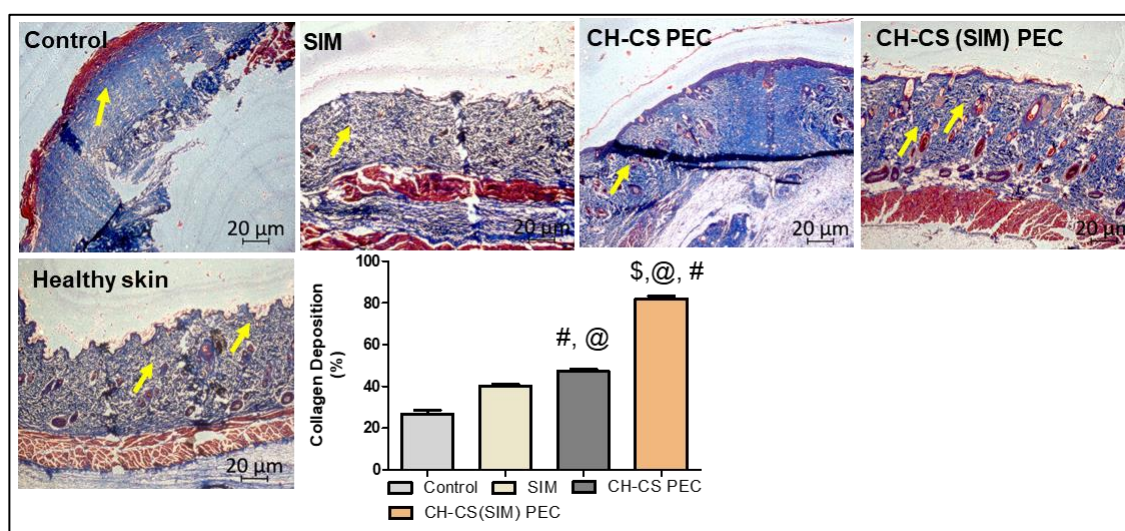 Control
SIM
CH-CS PEC
CH-CS (SIM) PEC
20 µm
20 µm
20 µm
20 µm
Healthy skin
20 µm
Collagen Deposition
(%)
100
80
60
40
20
0
#, @
$,@, #
Control
SIM
CH-CS PEC
CH-CS(SIM) PEC